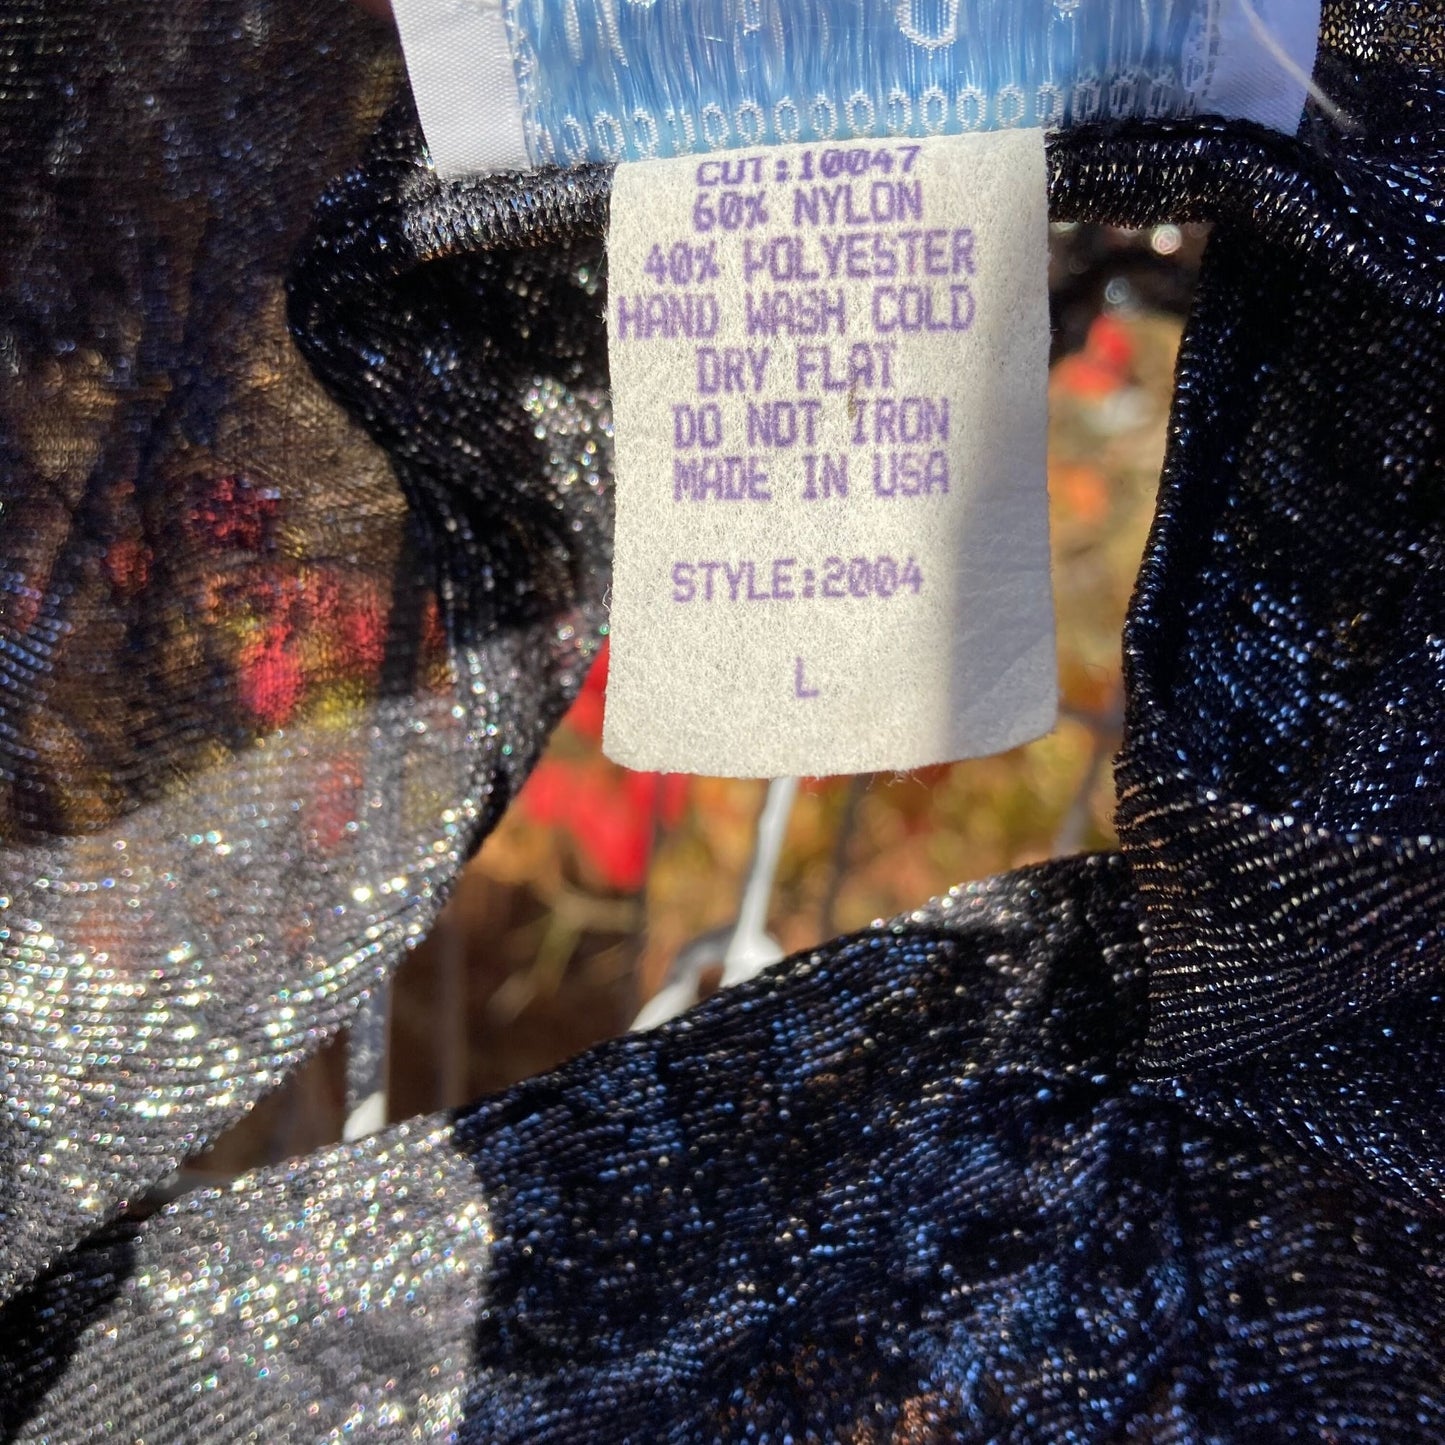 CUT:10047
60% NYLON
40% POLYESTER
HAND WASH COLD
DRY FLAT
DO NOT IRON
MADE IN USA
STYLE:2004
L